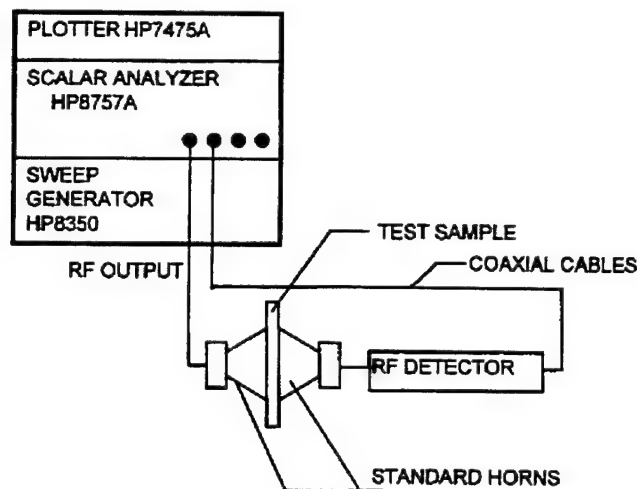 PLOTTER HP7475A
SCALAR ANALYZER
HP8757A
SWEEP
GENERATOR
HP8350
RF OUTPUT
TEST SAMPLE
COAXIAL CABLES
RF DETECTOR
STANDARD HORNS